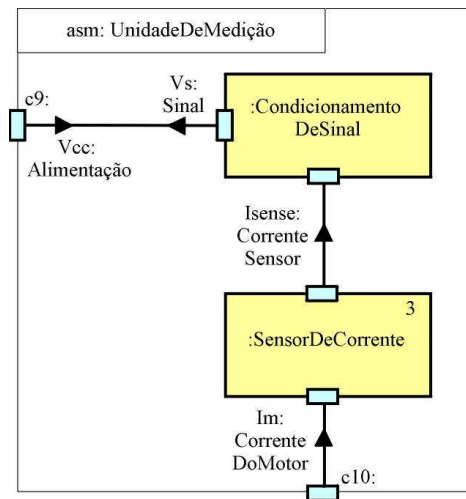 asm: UnidadeDeMedição
c9:
Vs:
Sinal
Vcc:
Alimentação
:Condicionamento
DeSinal
Isense:
Corrente
Sensor
3
:SensorDeCorrente
Im:
Corrente
DoMotor
c10: